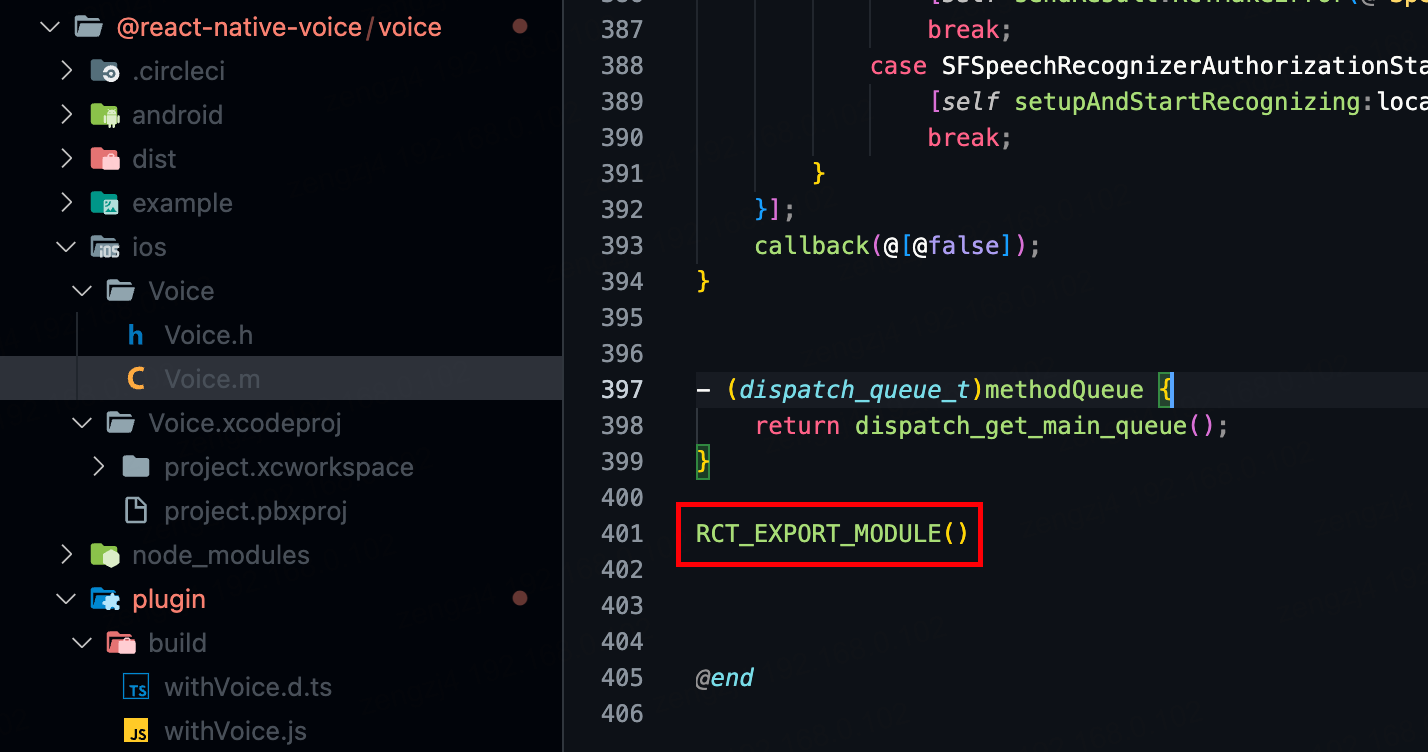 @react-native-voice/voice
.circleci
android
dist
example
ios
Voice
Voice.h
Voice.m
Voice.xcodeproj
project.xcworkspace
project.pbxproj
node_modules
plugin
build
withVoice.d.ts
withVoice.js
387 break;
388 case SFSpeechRecognizerAuthorizationSta
389 [self setupAndStartRecognizing:loca
390 break;
391 }
392 }];
393 callback(@[@false]);
394 }
395
396
397 - (dispatch_queue_t)methodQueue {
398 return dispatch_get_main_queue();
399 }
400
401 RCT_EXPORT_MODULE()
402
403
404
405 @end
406